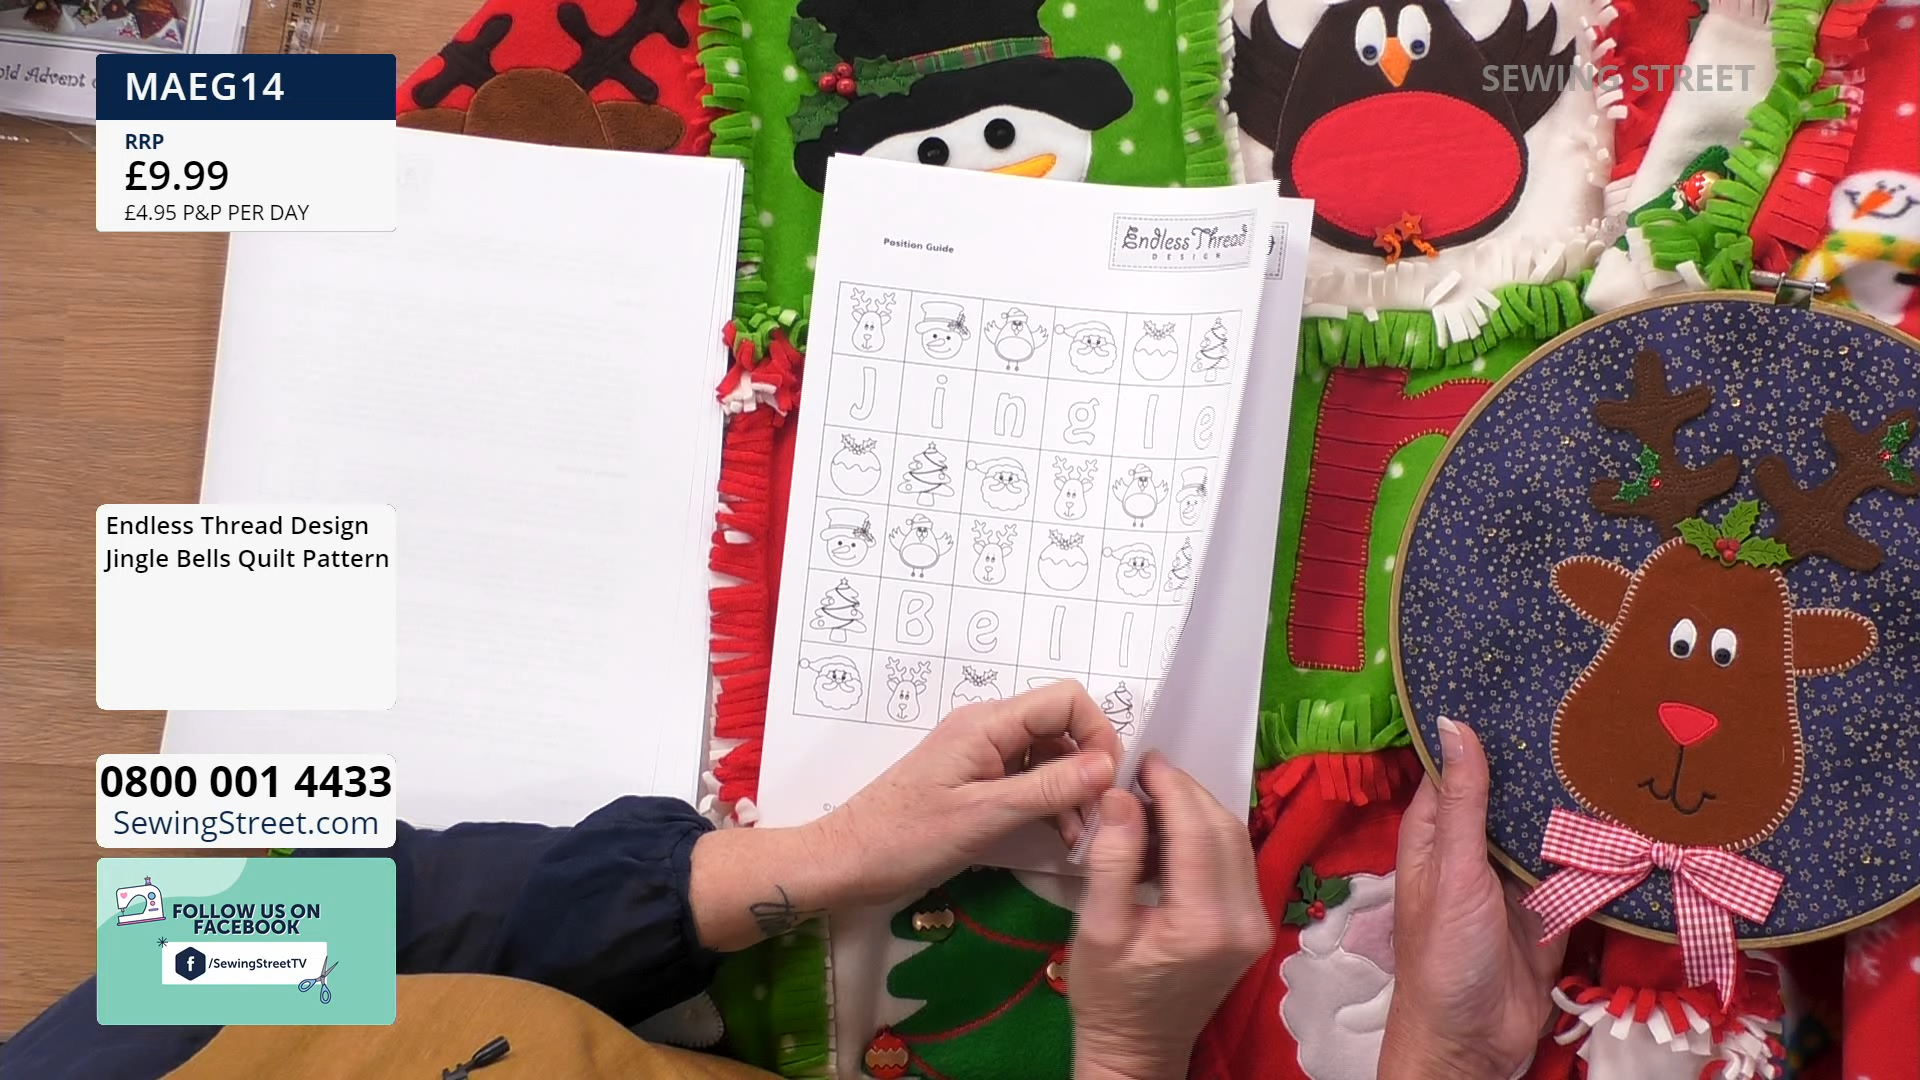 MAEG14
RRP
£9.99
£4.95 P&P PER DAY
Endless Thread Design
Jingle Bells Quilt Pattern
0800 001 4433
SewingStreet.com
FOLLOW US ON
FACEBOOK
/SewingStreetTV
SEWING STREET
Advent
Position Guide
Endless Thread
DESIGN
J i n g l e
B e l l